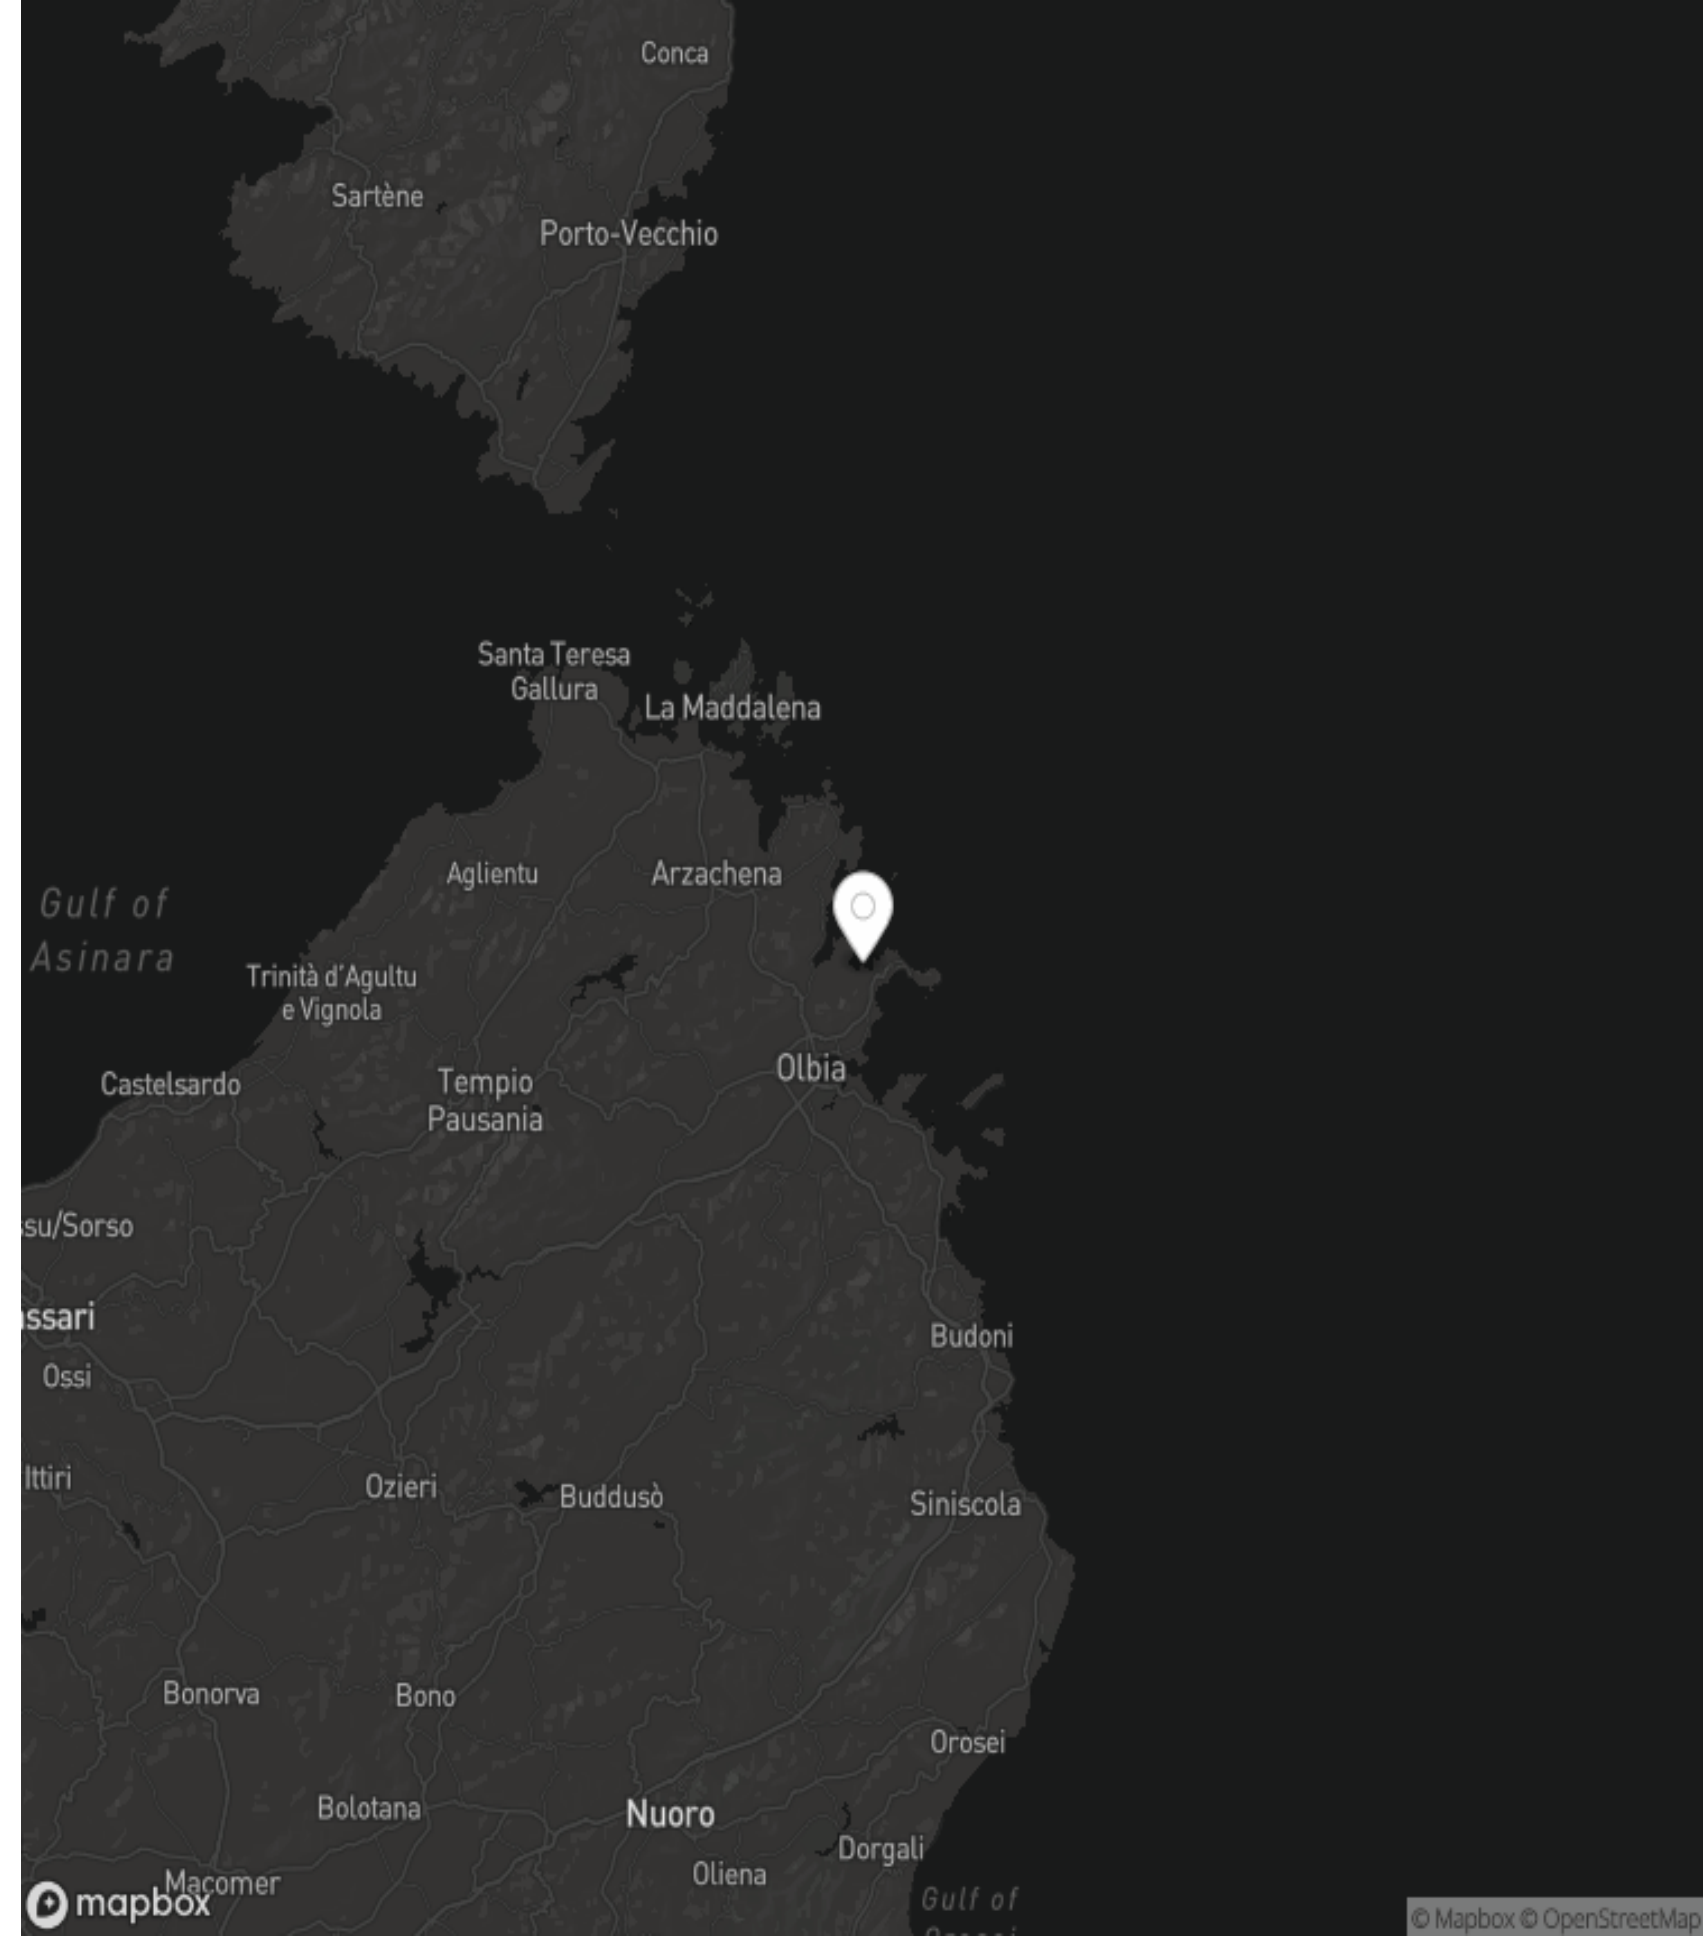 Conca
Sartène
Porto-Vecchio
Santa Teresa
Gallura
La Maddalena
Aglientu
Arzachena
Gulf of
Asinara
Trinità d'Agultu
e Vignola
Olbia
Castelsardo
Tempio
Pausania
ssu/Sorso
ssari
Budoni
Ossi
Ittiri
Ozieri
Buddusò
Siniscola
Bonorva
Bono
Orosei
Bolotana
Nuoro
Dorgali
Oliena
Macomer
mapbox
Gulf of
© Mapbox © OpenStreetMap